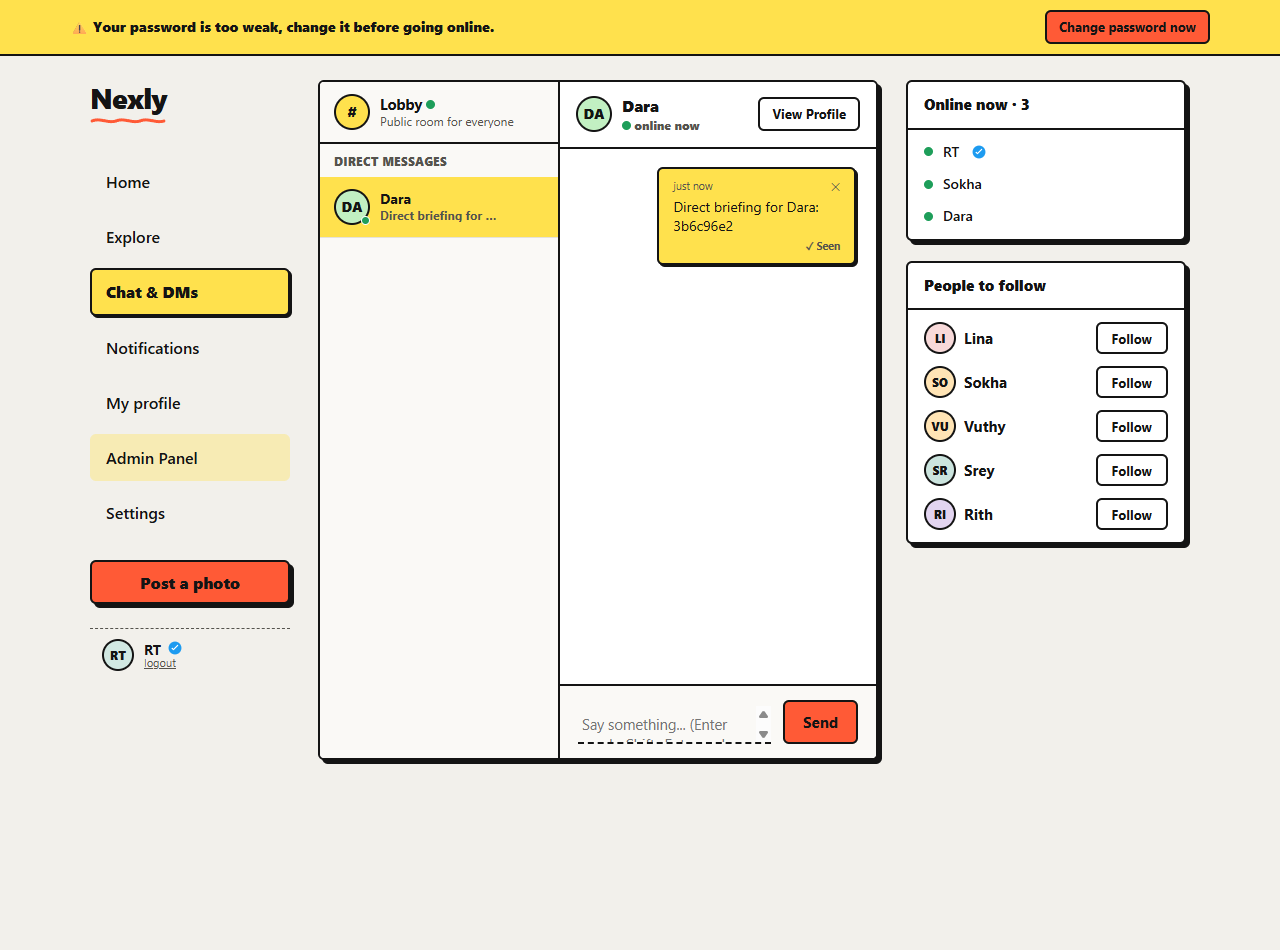 ⚠ Your password is too weak, change it before going online.
Change password now
Nexly
Home
Explore
Chat & DMs
Notifications
My profile
Admin Panel
Settings
Post a photo
RT
RT
logout
#
Lobby
Public room for everyone
DIRECT MESSAGES
DA
Dara
Direct briefing for ...
DA
Dara
online now
View Profile
just now
Direct briefing for Dara:
3b6c96e2
✓ Seen
Say something... (Enter
Send
Online now · 3
RT
Sokha
Dara
People to follow
LI
Lina
Follow
SO
Sokha
Follow
VU
Vuthy
Follow
SR
Srey
Follow
RI
Rith
Follow